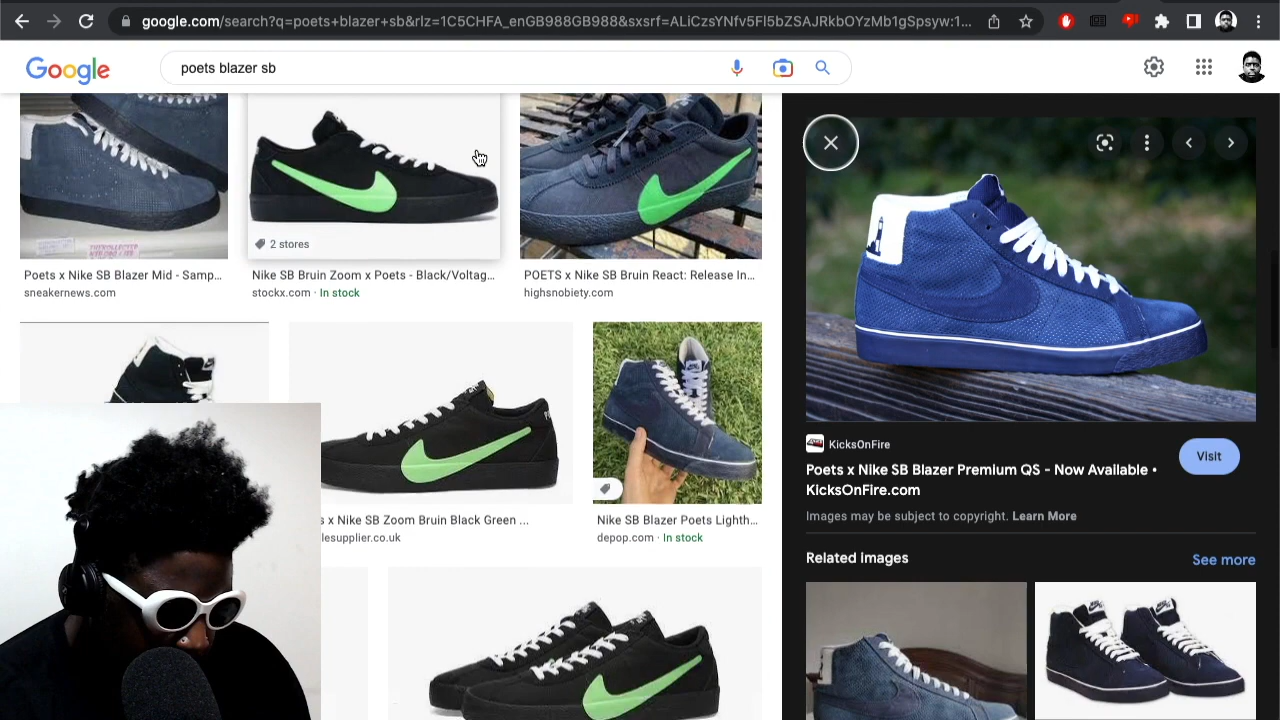 google.com/search?q=poets+blazer+sb&rlz=1C5CHFA_enGB988GB988&sxsrf=ALiCzsYNfv5Fl5bZSAJRkbOYzMb1gSpsyw:1...
Google
poets blazer sb
2 stores
Poets x Nike SB Blazer Mid - Samp...
sneakernews.com
Nike SB Bruin Zoom x Poets - Black/Voltag...
stockx.com · In stock
POETS x Nike SB Bruin React: Release In...
highsnobiety.com
s x Nike SB Zoom Bruin Black Green ...
lesupplier.co.uk
Nike SB Blazer Poets Lighth...
depop.com · In stock
KicksOnFire
Visit
Poets x Nike SB Blazer Premium QS - Now Available •
KicksOnFire.com
Images may be subject to copyright. Learn More
Related images
See more